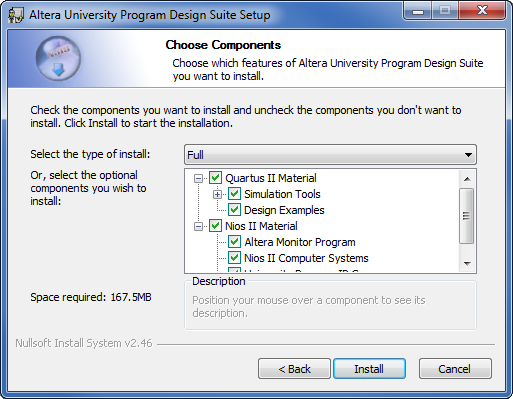 Altera University Program Design Suite Setup
Choose Components
Choose which features of Altera University Program Design Suite
you want to install.
Check the components you want to install and uncheck the components you don't want to
install. Click Install to start the installation.
Select the type of install:
Full
Or, select the optional
components you wish to
install:
Quartus II Material
Simulation Tools
Design Examples
Nios II Material
Altera Monitor Program
Nios II Computer Systems
Space required: 167.5MB
Description
Position your mouse over a component to see its
description.
Nullsoft Install System v2.46
< Back
Install
Cancel